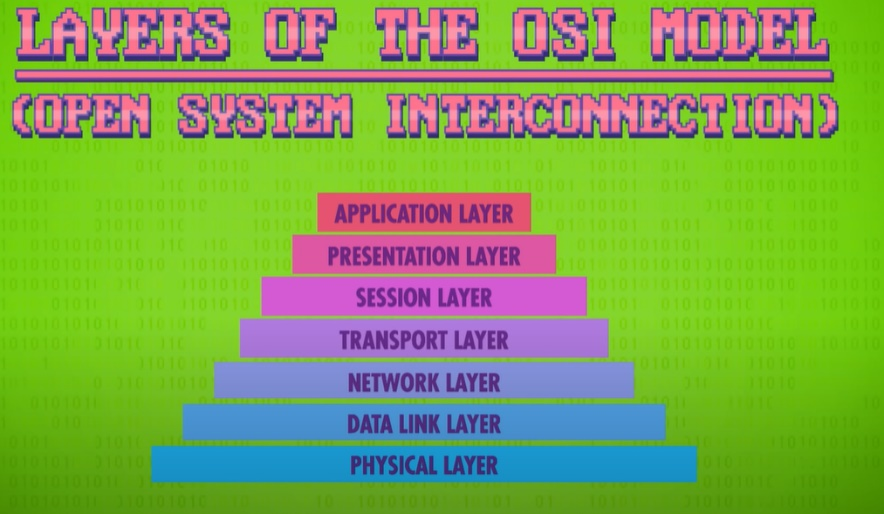 LAYERS OF THE OSI MODEL
(OPEN SYSTEM INTERCONNECTION)
APPLICATION LAYER
PRESENTATION LAYER
SESSION LAYER
TRANSPORT LAYER
NETWORK LAYER
DATA LINK LAYER
PHYSICAL LAYER